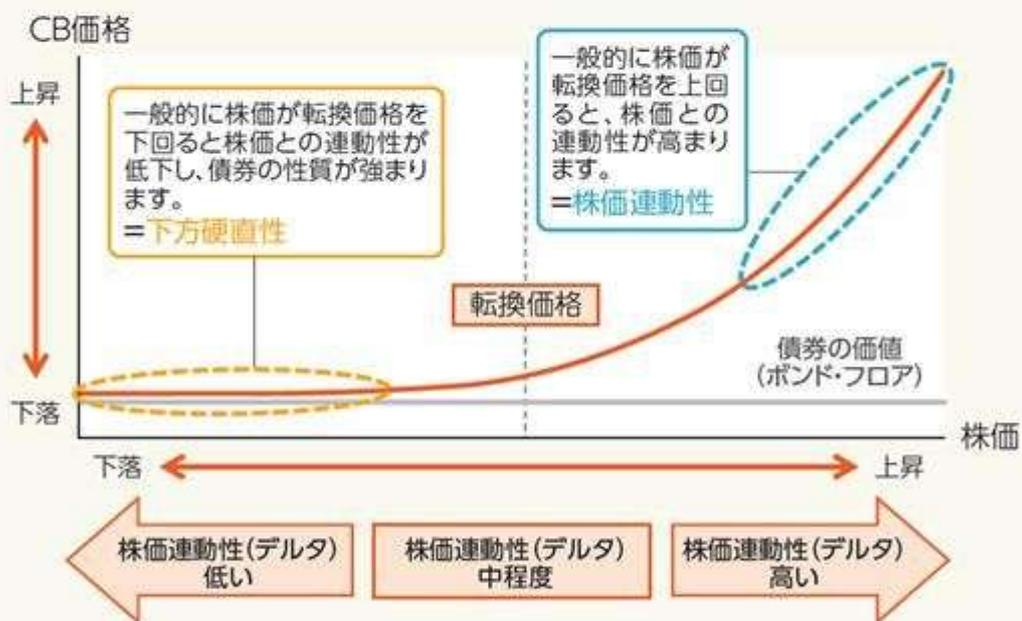 CB価格
上昇
一般的に株価が転換価格を
下回ると株価との連動性が
低下し、債券の性質が強まり
ます。
=下方硬直性
一般的に株価が
転換価格を上回
ると、株価との
連動性が高まり
ます。
=株価連動性
転換価格
債券の価値
(ボンド・フロア)
下落
株価
下落
上昇
株価連動性(デルタ)
低い
株価連動性(デルタ)
中程度
株価連動性(デルタ)
高い